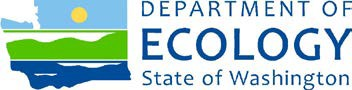 DEPARTMENT OF
ECOLOGY
State of Washington